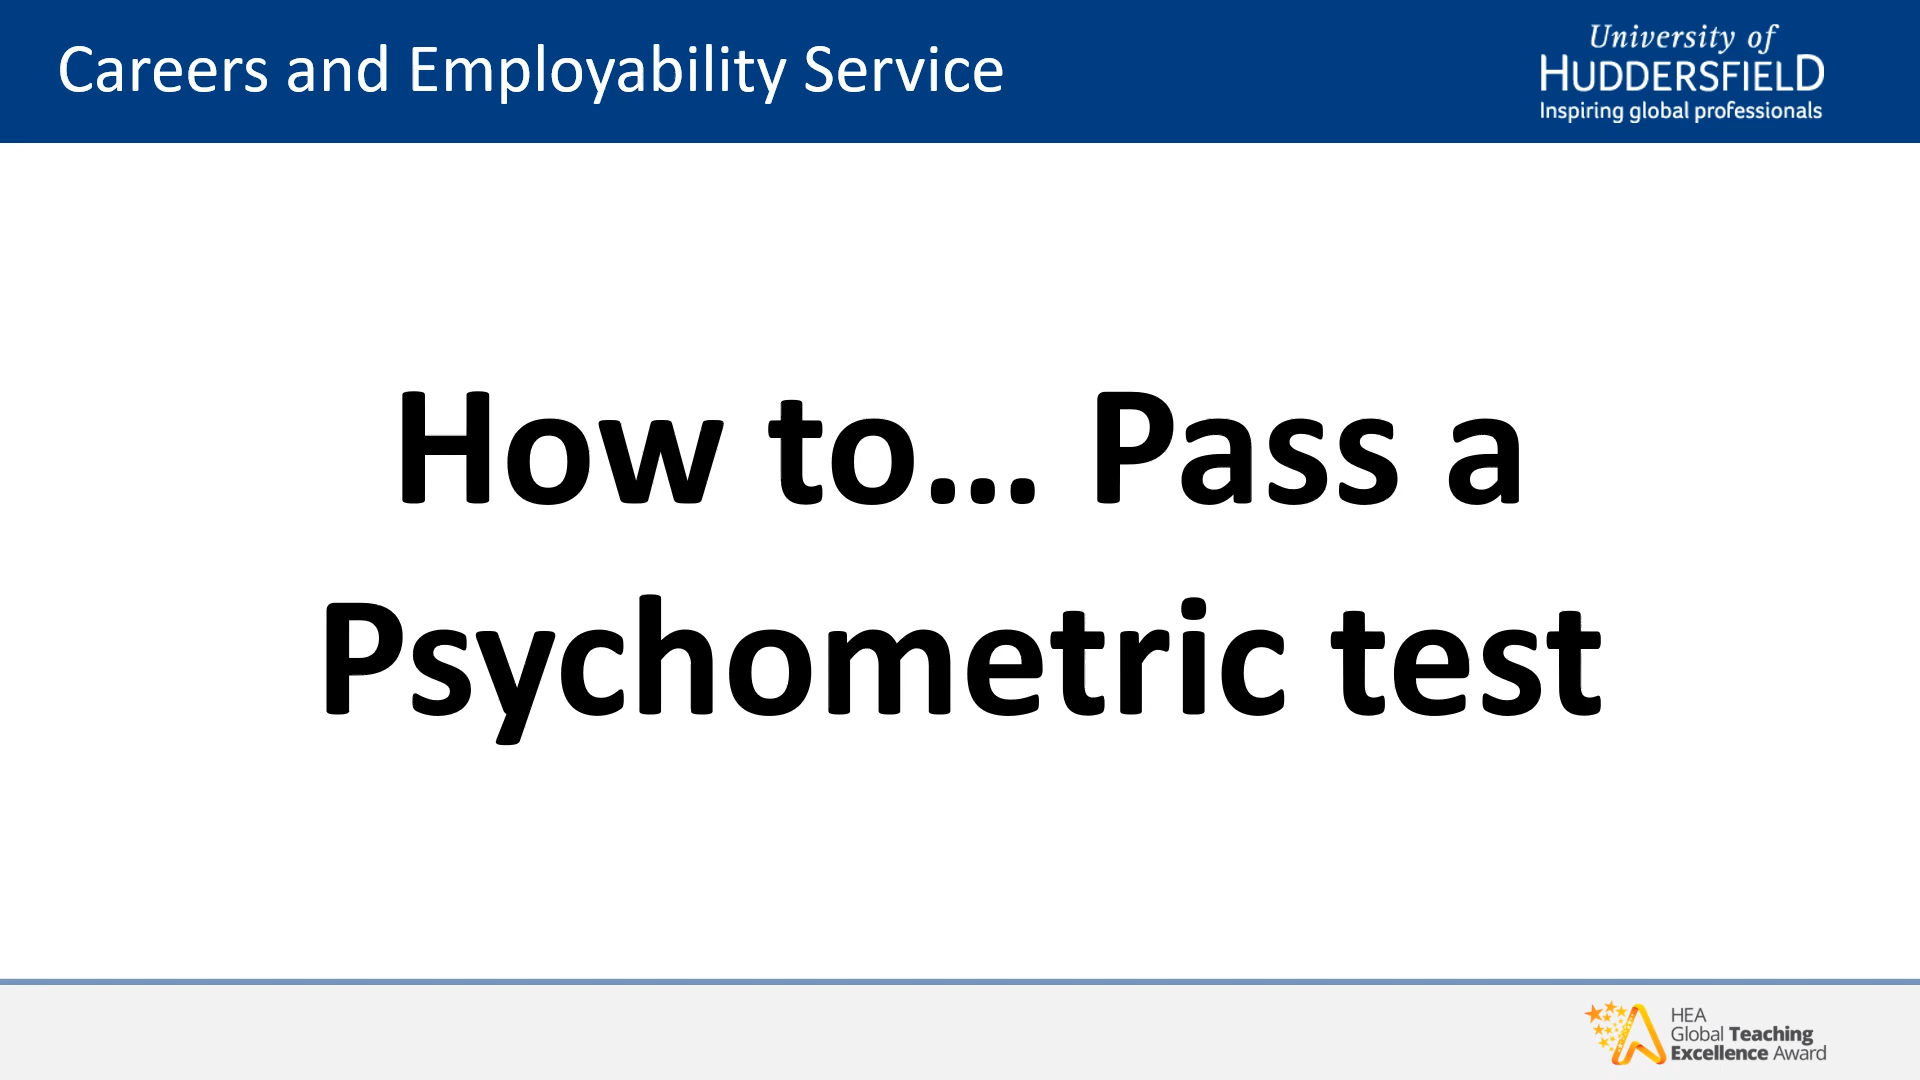 Careers and Employability Service
University of
HUDDERSFIELD
Inspiring global professionals
How to... Pass a
Psychometric test
HEA
Global Teaching
Excellence Award